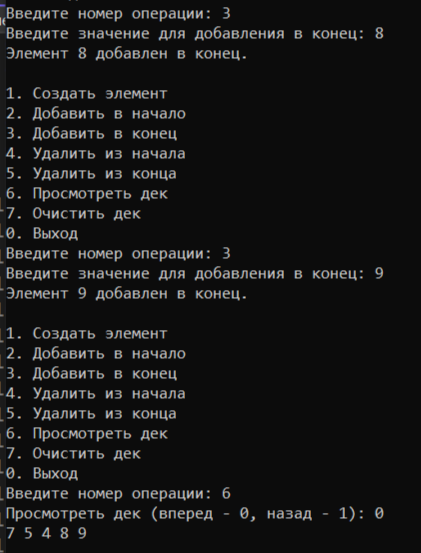 Введите номер операции: 3
Введите значение для добавления в конец: 8
Элемент 8 добавлен в конец.
1. Создать элемент
2. Добавить в начало
3. Добавить в конец
4. Удалить из начала
5. Удалить из конца
6. Просмотреть дек
7. Очистить дек
0. Выход
Введите номер операции: 3
Введите значение для добавления в конец: 9
Элемент 9 добавлен в конец.
1. Создать элемент
2. Добавить в начало
3. Добавить в конец
4. Удалить из начала
5. Удалить из конца
6. Просмотреть дек
7. Очистить дек
0. Выход
Введите номер операции: 6
Просмотреть дек (вперед - 0, назад - 1): 0
7 5 4 8 9